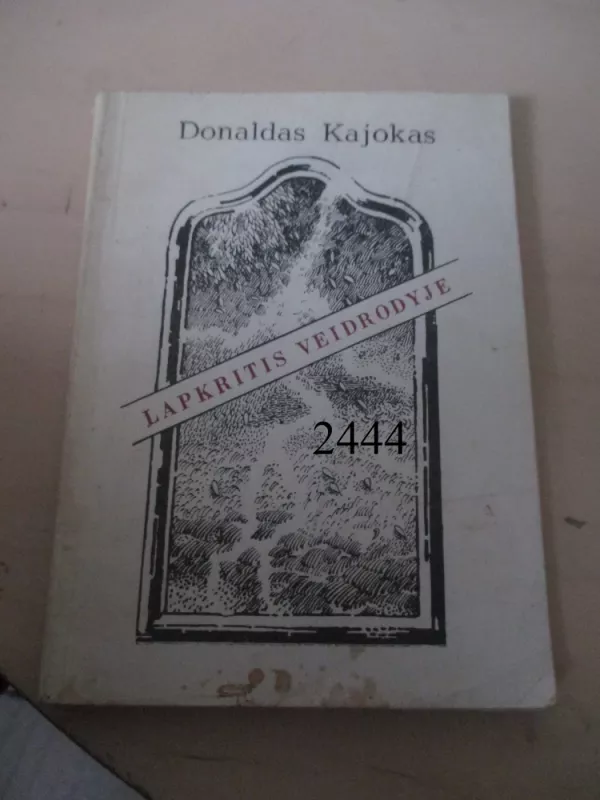 Donaldas Kajokas
LAPKRITIS VEIDRODYJE
2444